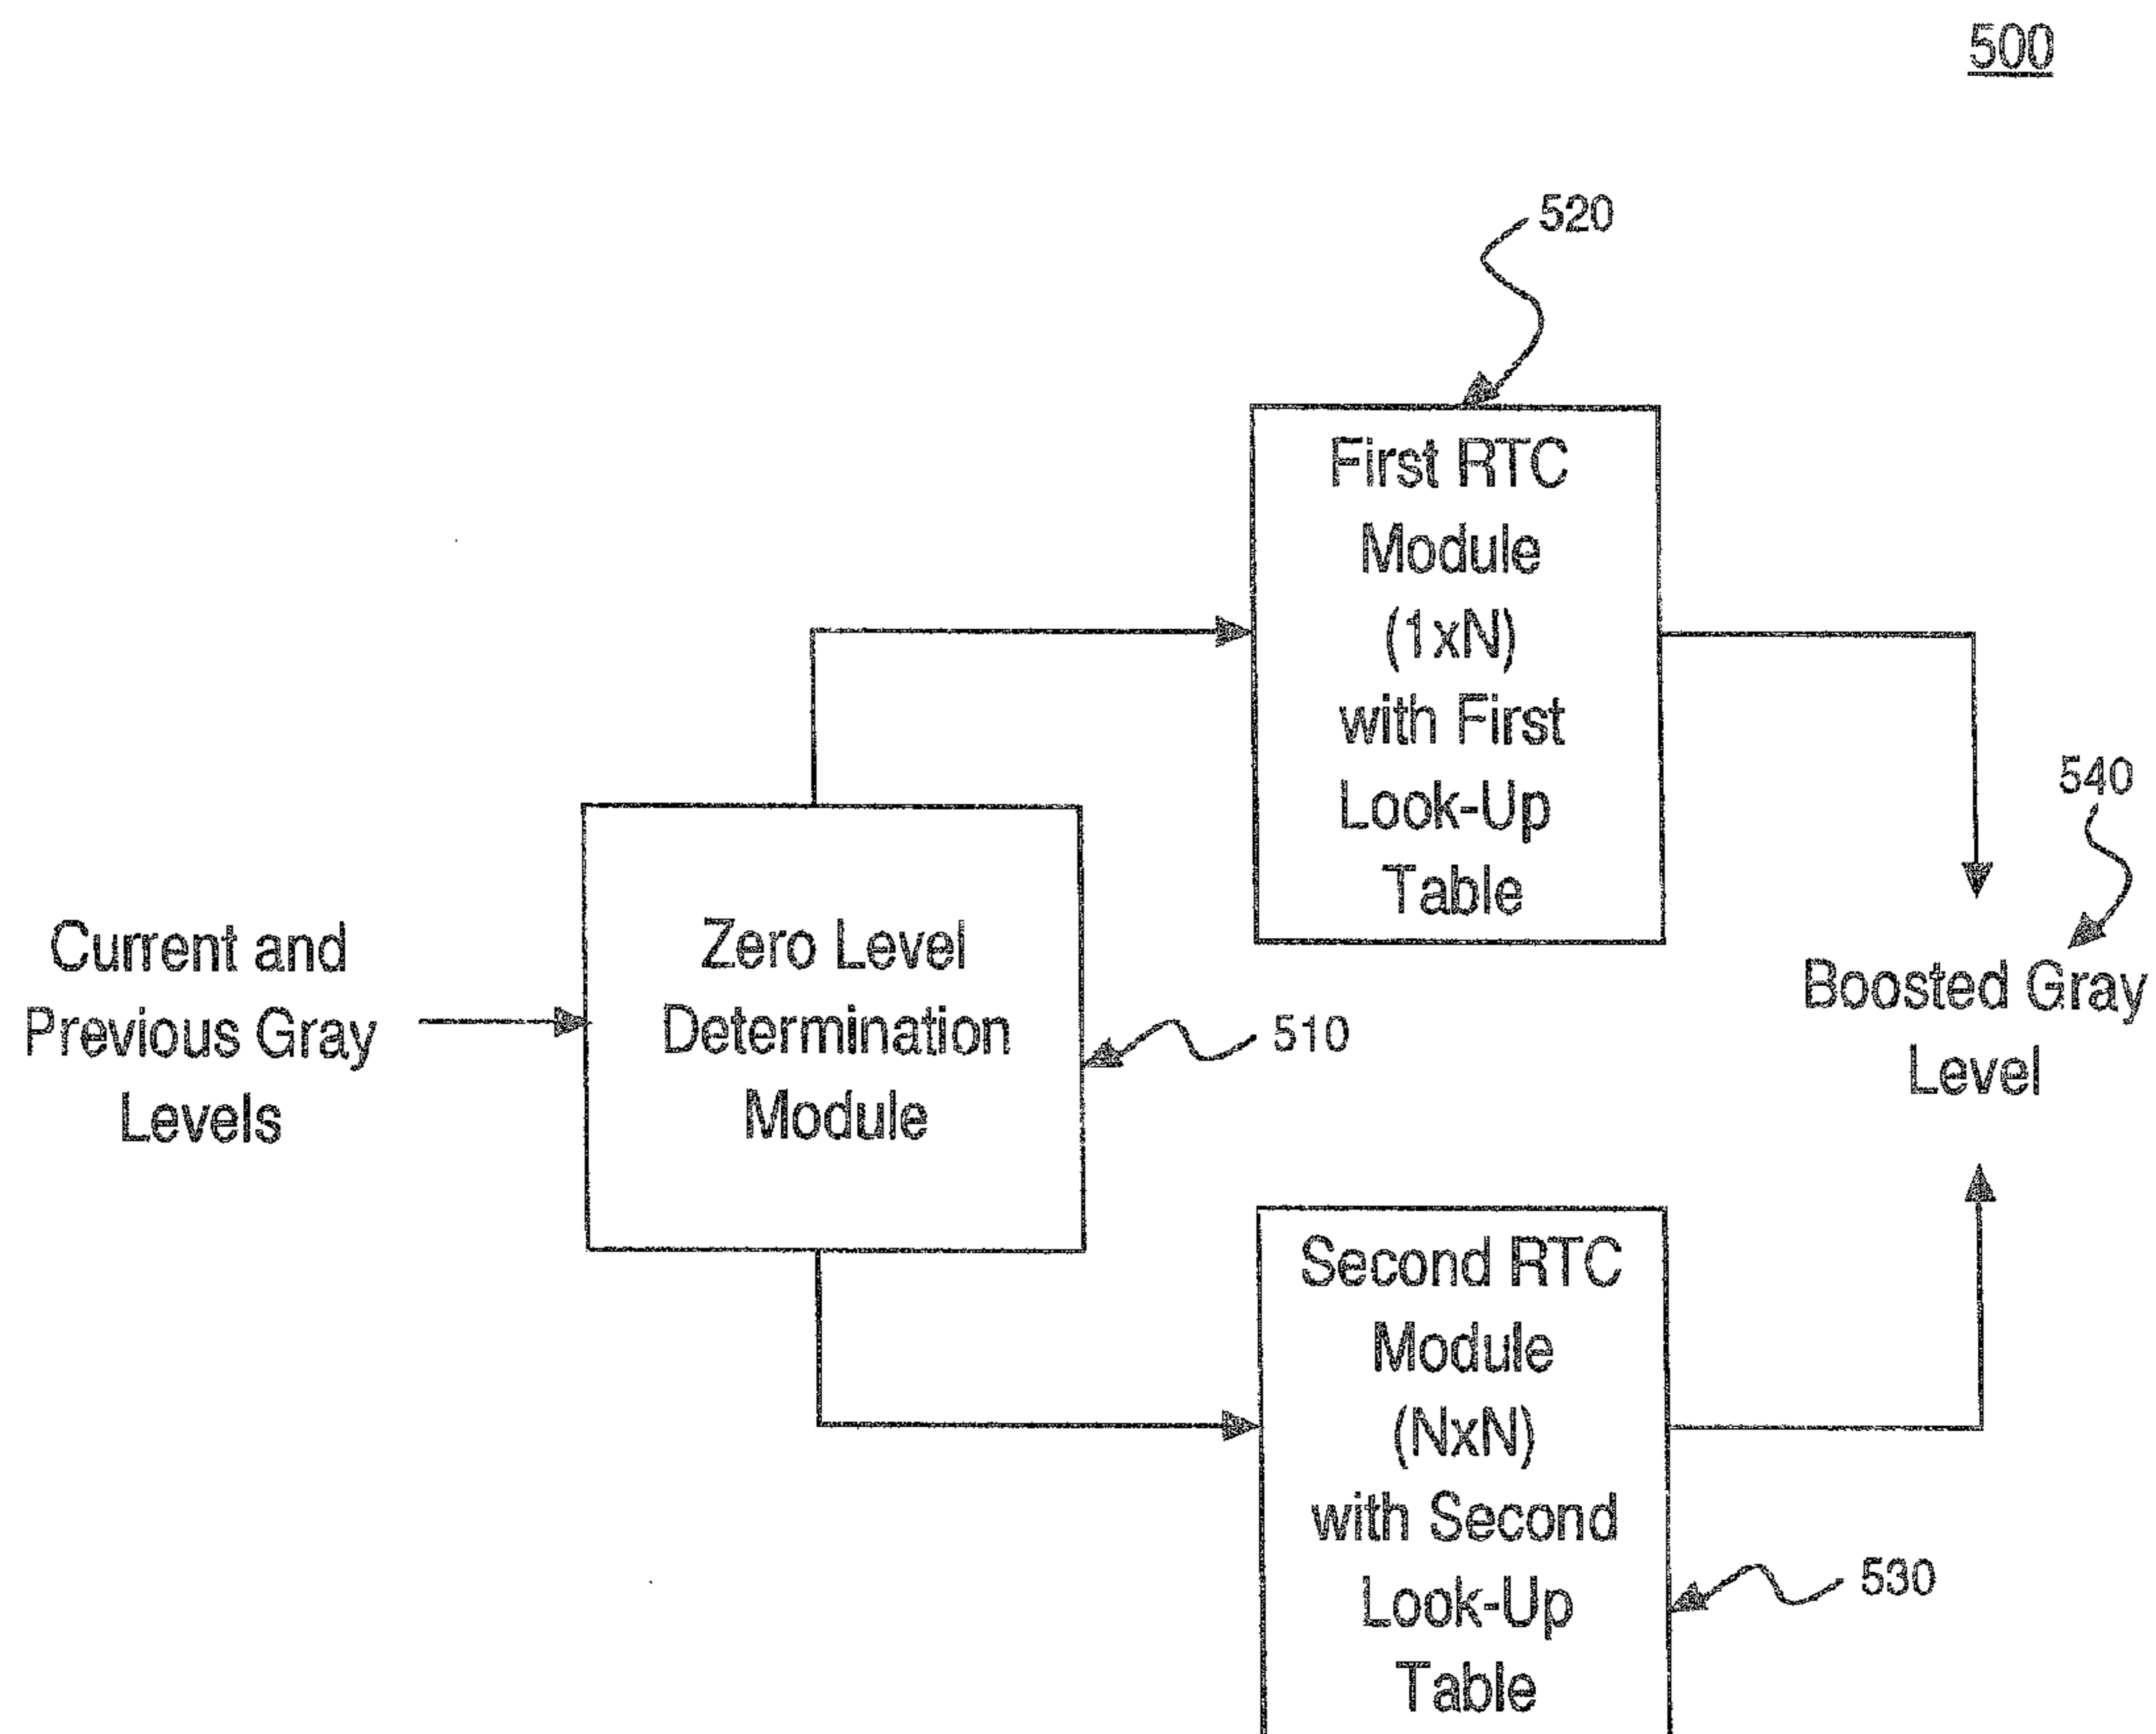 500
520
First RTC
Module
(1xN)
with First
Look-Up
Table
540
Current and
Previous Gray
Levels
Zero Level
Determination
Module
510
Boosted Gray
Level
Second RTC
Module
(NxN)
with Second
Look-Up
Table
530